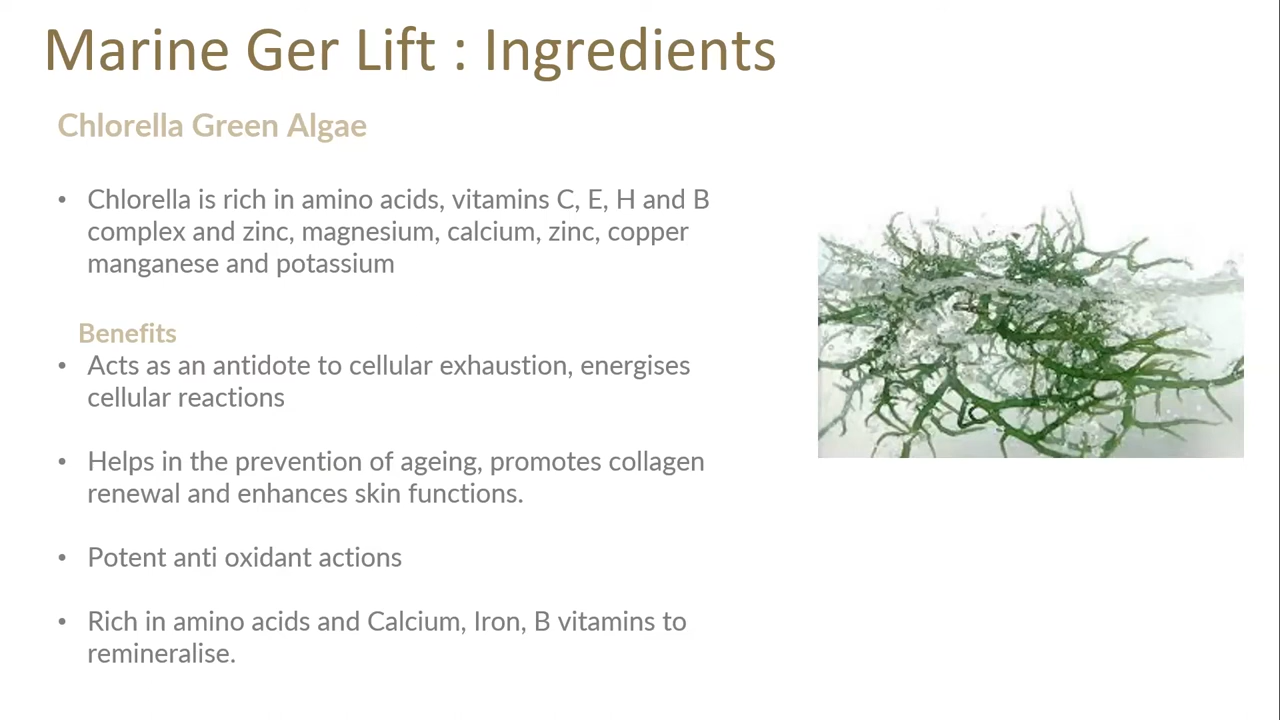 Marine Ger Lift : Ingredients
Chlorella Green Algae
• Chlorella is rich in amino acids, vitamins C, E, H and B
complex and zinc, magnesium, calcium, zinc, copper
manganese and potassium
Benefits
• Acts as an antidote to cellular exhaustion, energises
cellular reactions
• Helps in the prevention of ageing, promotes collagen
renewal and enhances skin functions.
• Potent anti oxidant actions
• Rich in amino acids and Calcium, Iron, B vitamins to
remineralise.